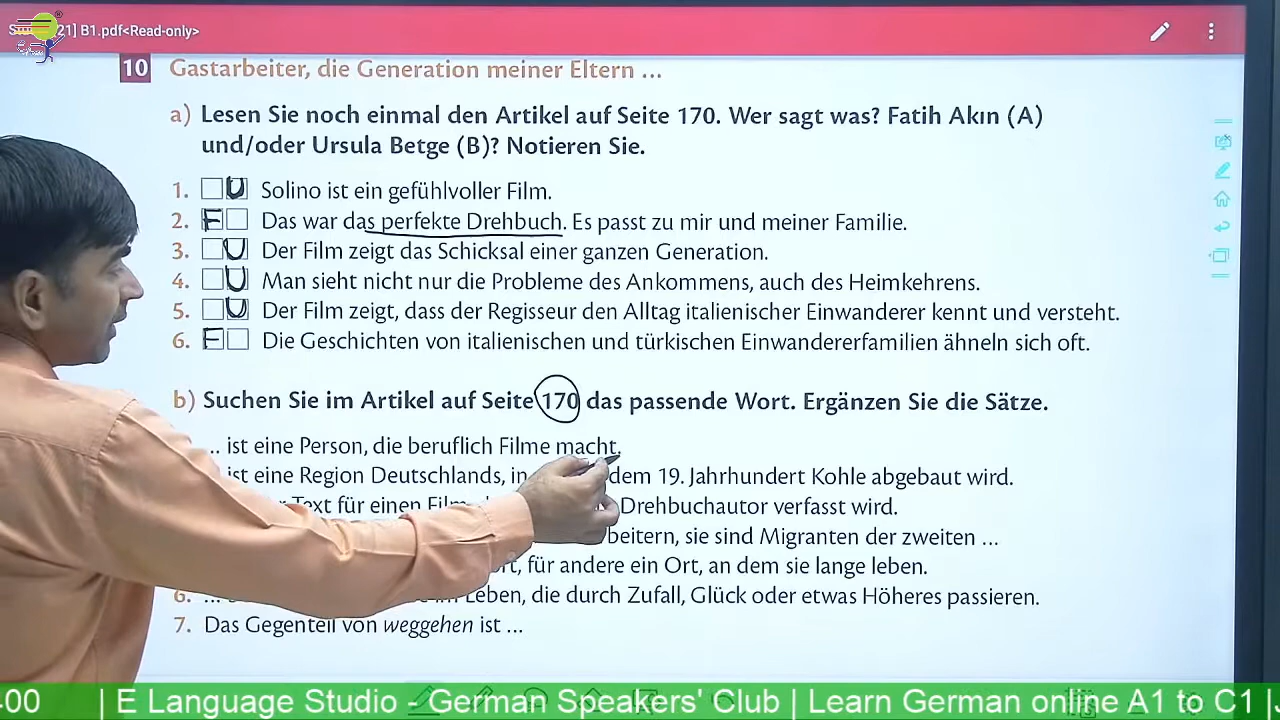 21] B1.pdf<Read-only>
10 Gastarbeiter, die Generation meiner Eltern ...
a) Lesen Sie noch einmal den Artikel auf Seite 170. Wer sagt was? Fatih Akın (A)
und/oder Ursula Betge (B)? Notieren Sie.
1. U Solino ist ein gefühlvoller Film.
2. F Das war das perfekte Drehbuch. Es passt zu mir und meiner Familie.
3. U Der Film zeigt das Schicksal einer ganzen Generation.
4. U Man sieht nicht nur die Probleme des Ankommens, auch des Heimkehrens.
5. U Der Film zeigt, dass der Regisseur den Alltag italienischer Einwanderer kennt und versteht.
6. F Die Geschichten von italienischen und türkischen Einwandererfamilien ähneln sich oft.
b) Suchen Sie im Artikel auf Seite 170 das passende Wort. Ergänzen Sie die Sätze.
.. ist eine Person, die beruflich Filme macht.
ist eine Region Deutschlands, in dem 19. Jahrhundert Kohle abgebaut wird.
Text für einen Film Drehbuchautor verfasst wird.
beitern, sie sind Migranten der zweiten ...
für andere ein Ort, an dem sie lange leben.
6. ... Leben, die durch Zufall, Glück oder etwas Höheres passieren.
7. Das Gegenteil von weggehen ist ...
00 | E Language Studio - German Speakers' Club | Learn German online A1 to C1 |